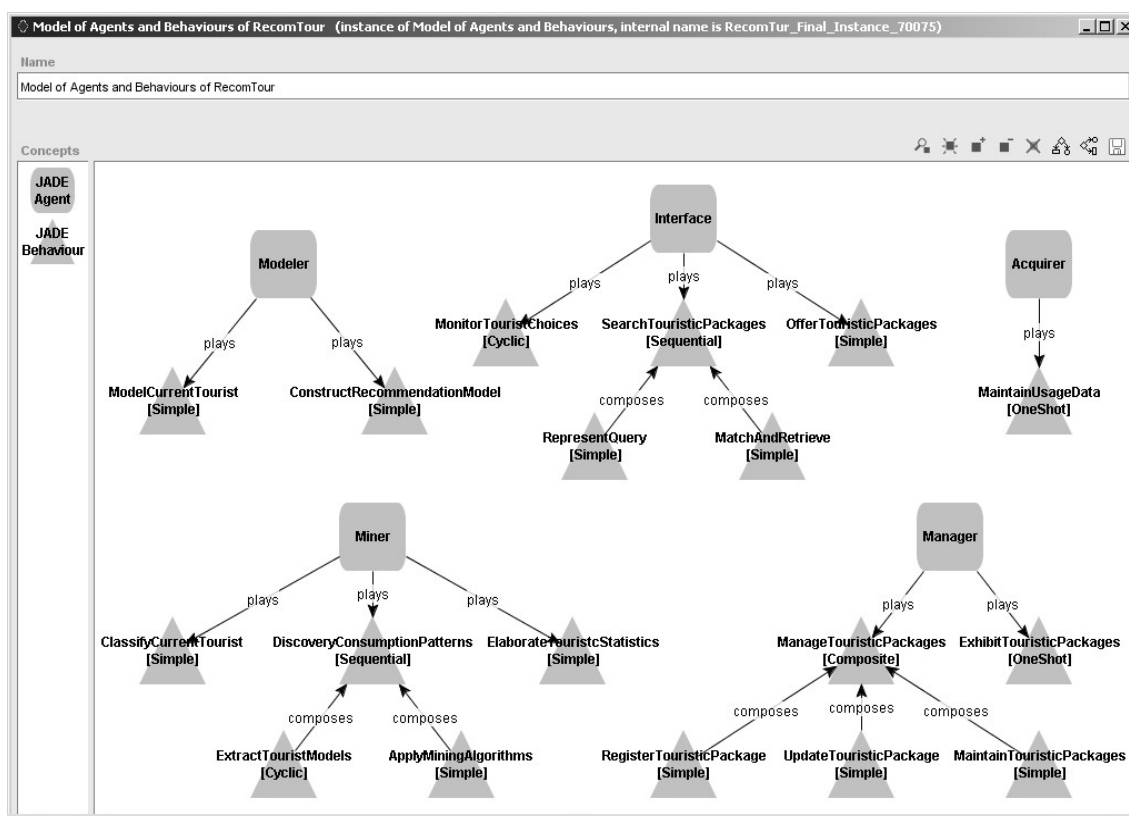 Model of Agents and Behaviours of RecomTour (instance of Model of Agents and Behaviours, internal name is RecomTur_Final_Instance_70075)
Name
Model of Agents and Behaviours of RecomTour
Concepts
JADE
Agent
JADE
Behaviour
Interface
Modeler
Acquirer
plays
plays
plays
plays
plays
plays
MonitorTouristChoices
[Cyclic]
SearchTouristicPackages
[Sequential]
OfferTouristicPackages
[Simple]
ModelCurrentTourist
[Simple]
ConstructRecommendationModel
[Simple]
MaintainUsageData
[OneShot]
composes
composes
RepresentQuery
[Simple]
MatchAndRetrieve
[Simple]
Miner
Manager
plays
plays
plays
plays
plays
ClassifyCurrentTourist
[Simple]
DiscoveryConsumptionPatterns
[Sequential]
ElaborateTouristcStatistics
[Simple]
ManageTouristicPackages
[Composite]
ExhibitTouristicPackages
[OneShot]
composes
composes
composes
composes
composes
ExtractTouristModels
[Cyclic]
ApplyMiningAlgorithms
[Simple]
RegisterTouristicPackage
[Simple]
UpdateTouristicPackage
[Simple]
MaintainTouristicPackages
[Simple]